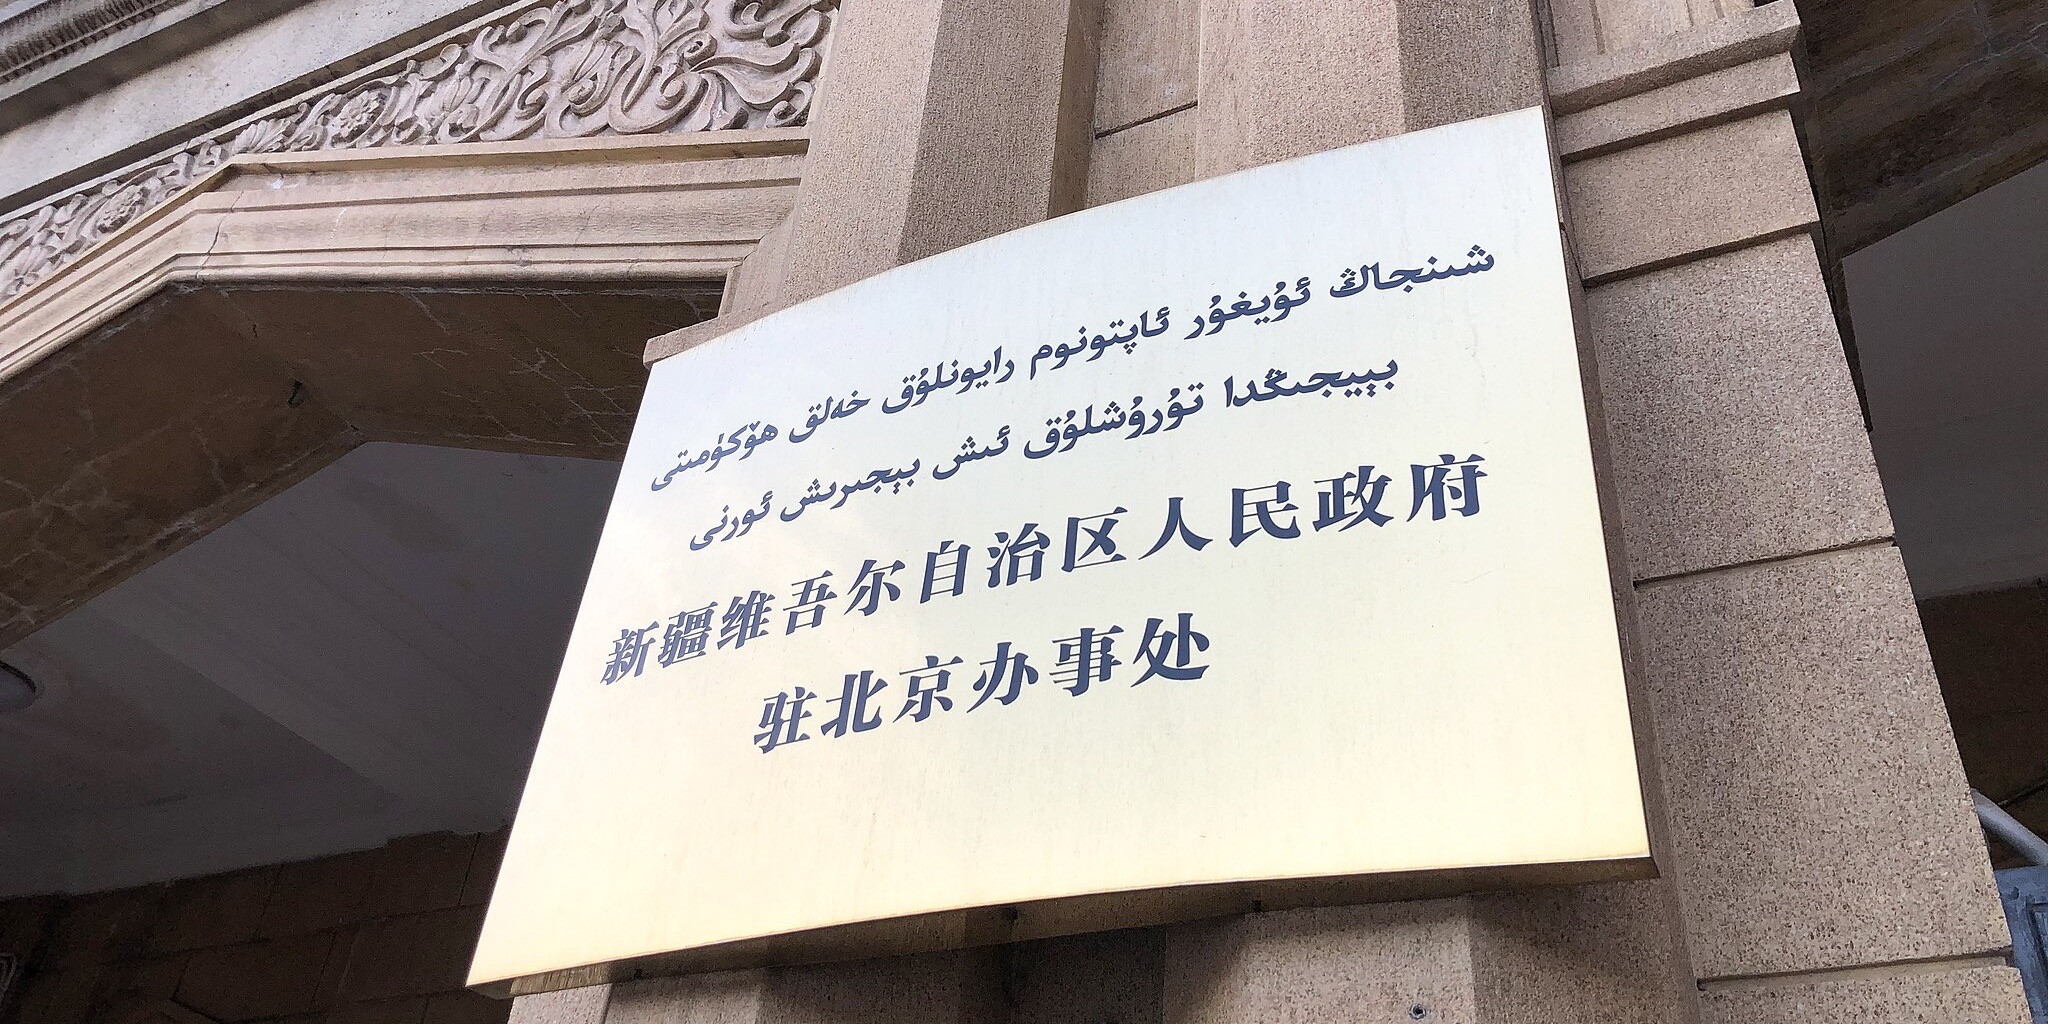 شىنجاڭ ئۇيغۇر ئاپتونوم رايونلۇق خەلق ھۆكۈمىتى
بېيجىڭدا تۇرۇشلۇق ئىش بېجىرىش ئورنى
新疆维吾尔自治区人民政府
驻北京办事处